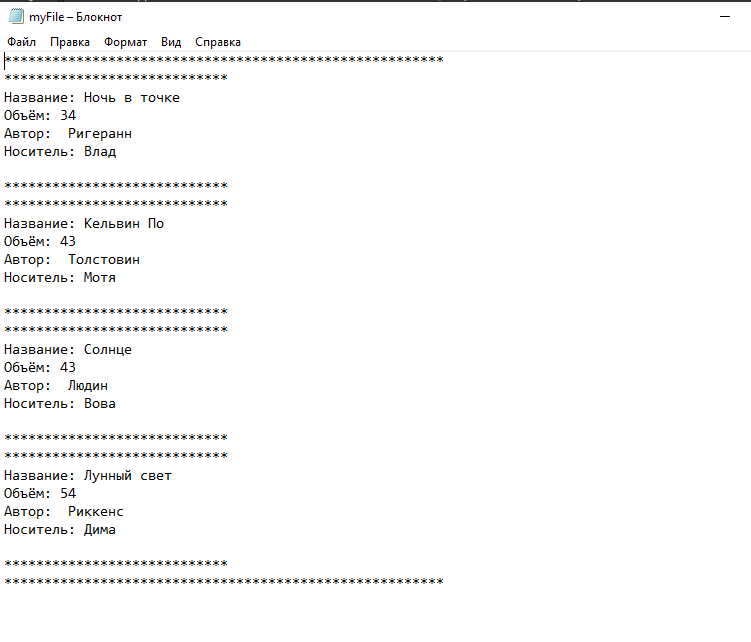 myFile – Блокнот
Файл Правка Формат Вид Справка
*******************************************************
****************************
Название: Ночь в точке
Объём: 34
Автор:  Ригеранн
Носитель: Влад
****************************
****************************
Название: Кельвин По
Объём: 43
Автор:  Толстовин
Носитель: Мотя
****************************
****************************
Название: Солнце
Объём: 43
Автор:  Людин
Носитель: Вова
****************************
****************************
Название: Лунный свет
Объём: 54
Автор:  Риккенс
Носитель: Дима
****************************
*******************************************************